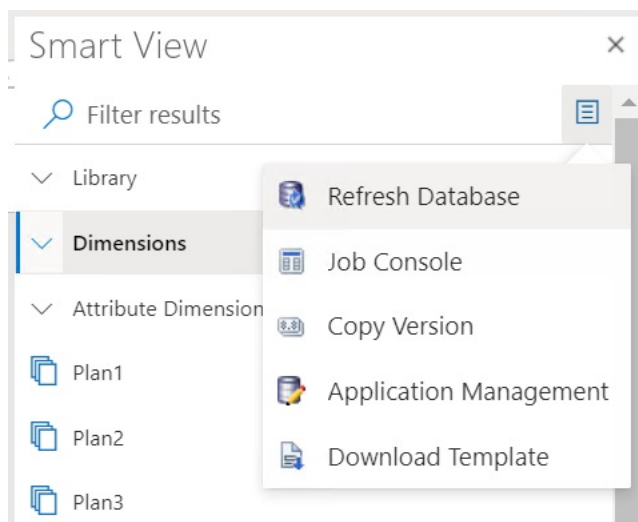 Smart View
Filter results
Library
Refresh Database
Dimensions
Job Console
Attribute Dimension
Copy Version
Plan1
Application Management
Plan2
Download Template
Plan3